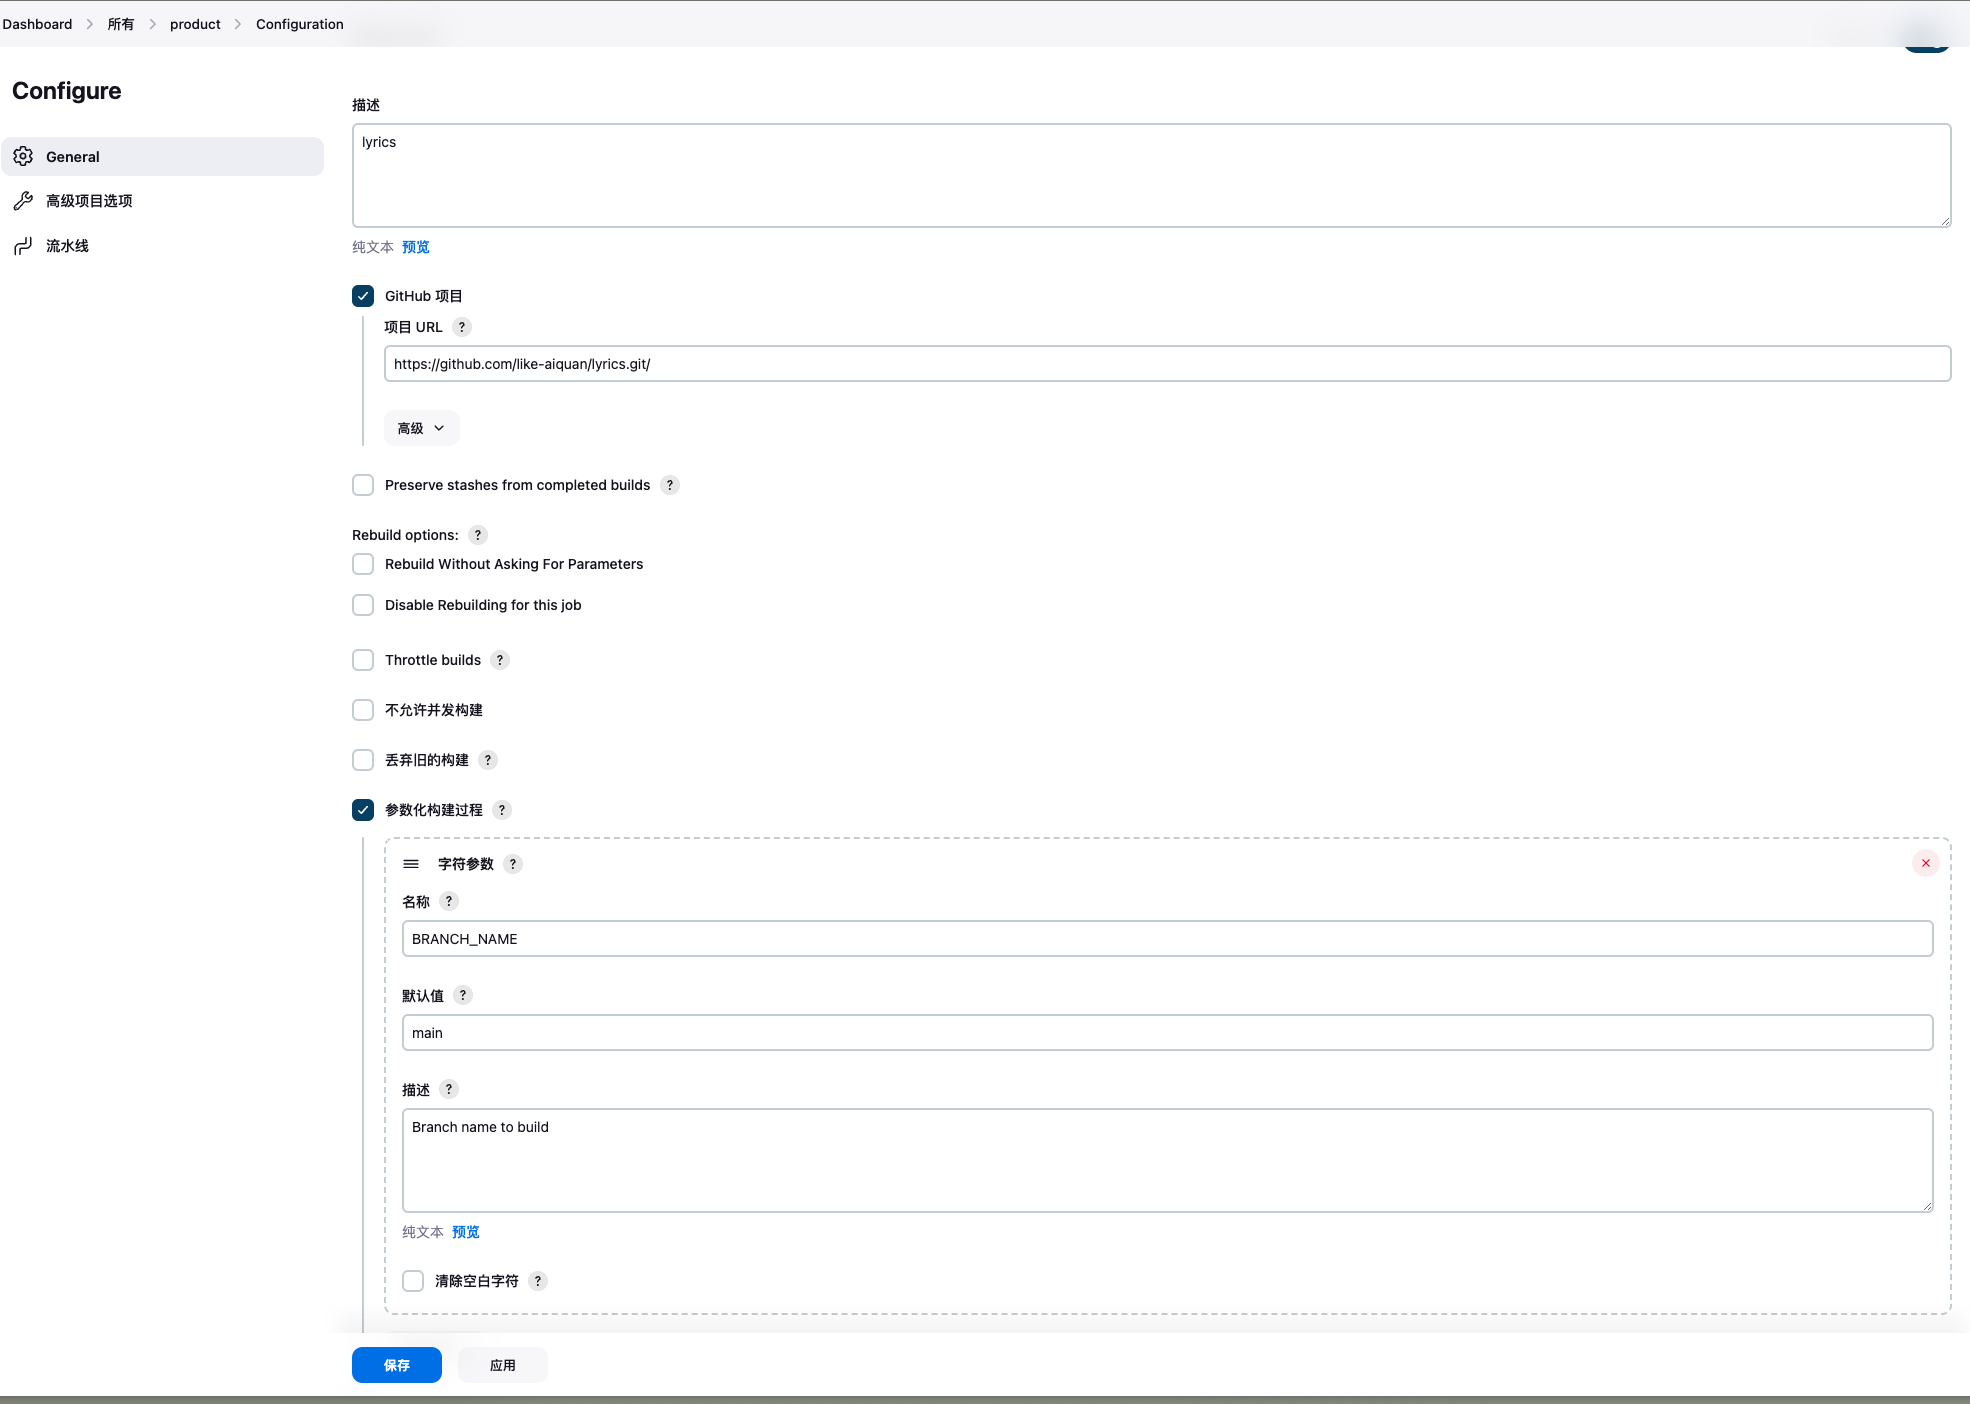 Dashboard > 所有 > product > Configuration
Configure
General
高级项目选项
流水线
描述
lyrics
纯文本 预览
GitHub 项目
项目 URL ?
https://github.com/like-aiquan/lyrics.git/
高级
Preserve stashes from completed builds ?
Rebuild options: ?
Rebuild Without Asking For Parameters
Disable Rebuilding for this job
Throttle builds ?
不允许并发构建
丢弃旧的构建 ?
参数化构建过程 ?
字符参数 ?
名称 ?
BRANCH_NAME
默认值 ?
main
描述 ?
Branch name to build
纯文本 预览
清除空白字符 ?
保存 应用